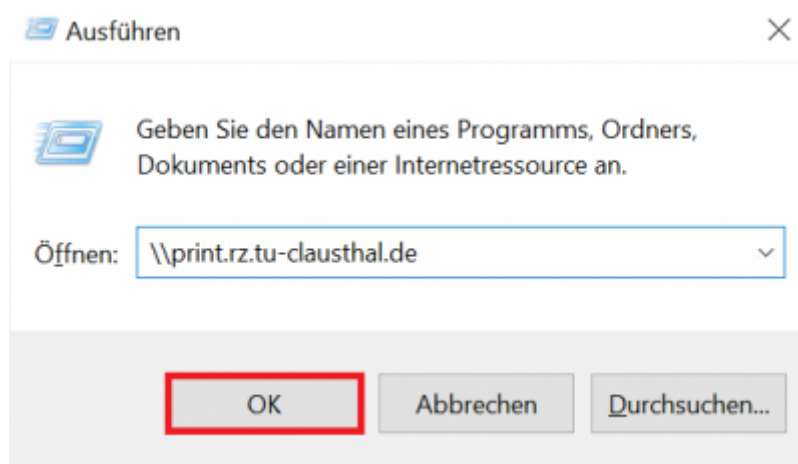 Ausführen
Geben Sie den Namen eines Programms, Ordners,
Dokuments oder einer Internetressource an.
Öffnen: \\print.rz.tu-clausthal.de
OK Abbrechen Durchsuchen...